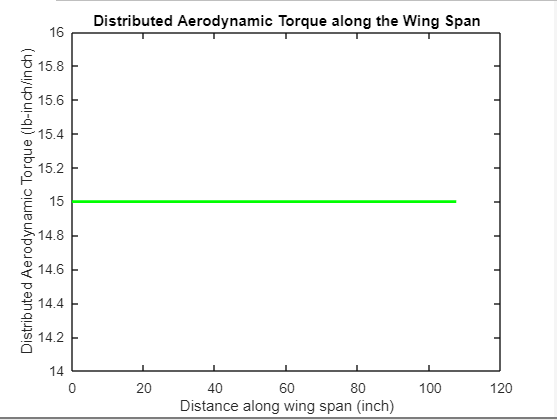 Distributed Aerodynamic Torque along the Wing Span
Distributed Aerodynamic Torque (lb-inch/inch)
16
15.8
15.6
15.4
15.2
15
14.8
14.6
14.4
14.2
14
0 20 40 60 80 100 120
Distance along wing span (inch)